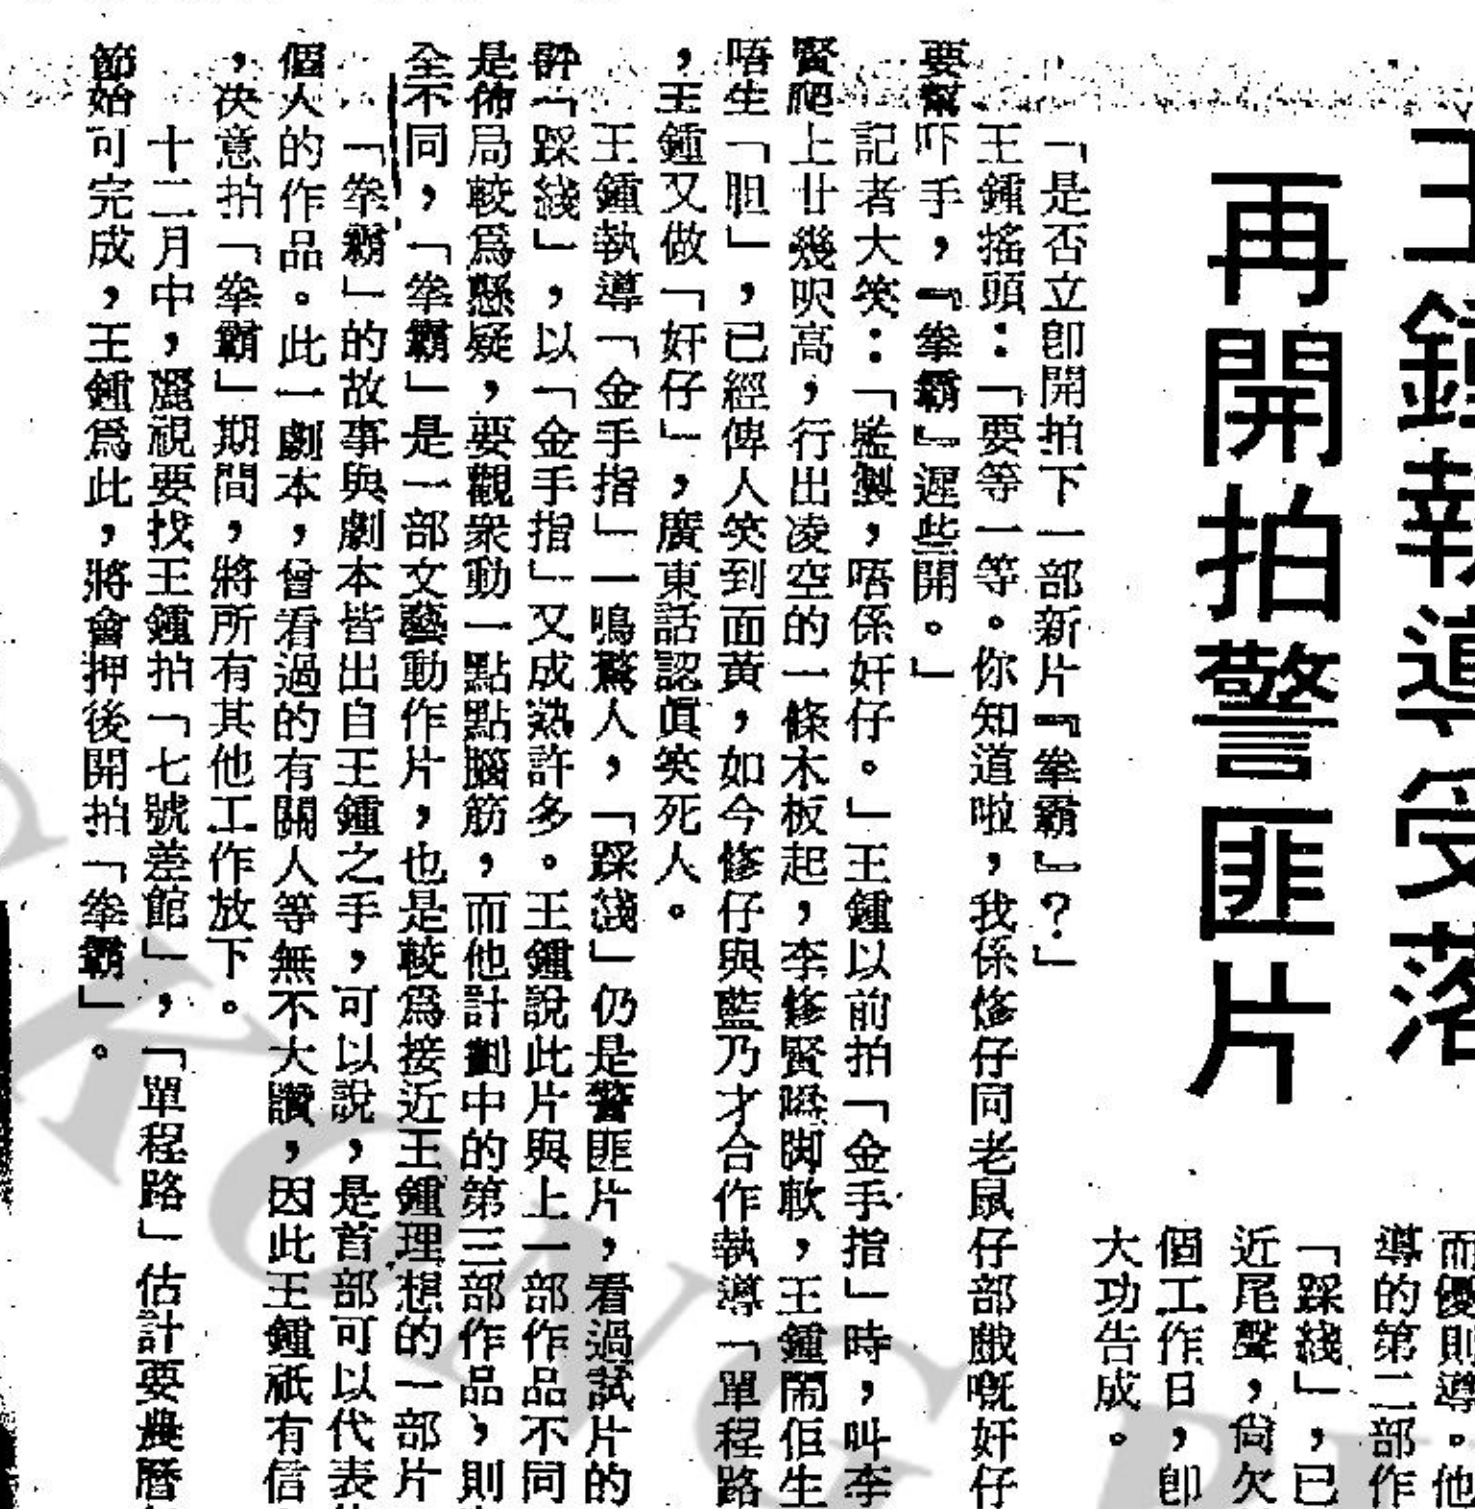 王鍾執導受落
再開拍警匪片
而優則導。他
導的第二部作
「踩綫」，已
近尾聲，尙欠
個工作日，卽
大功告成。
「是否立卽開拍下一部新片『拳霸』？」
王鍾搖頭：「要等一等。你知道啦，我係修仔同老鼠仔部戲嘅奸仔
要幫吓手，『拳霸』遲些開。」
記者大笑：「監製，唔係奸仔。」王鍾以前拍「金手指」時，叫李
賢爬上廿幾呎高，行出凌空的一條木板起，李修賢嚇脚軟，王鍾鬧佢生
唔生「胆」，已經俾人笑到面黃，如今修仔與藍乃才合作執導「單程路
，王鍾又做「奸仔」，廣東話認眞笑死人。
王鍾執導「金手指」一鳴驚人，「踩綫」仍是警匪片，看過試片的
評「踩綫」，以「金手指」又成熟許多。王鍾說此片與上一部作品不同
是佈局較爲懸疑，要觀衆動一點點腦筋，而他計劃中的第三部作品，則
全不同，「拳霸」是一部文藝動作片，也是較爲接近王鍾理想的一部片
「拳霸」的故事與劇本皆出自王鍾之手，可以說，是首部可以代表
個人的作品。此一劇本，曾看過的有關人等無不大讚，因此王鍾祇有信
，決意拍「拳霸」期間，將所有其他工作放下。
十二月中，麗視要找王鍾拍「七號差館」，「單程路」估計要農曆
節始可完成，王鍾爲此，將會押後開拍「拳霸」。
KONG